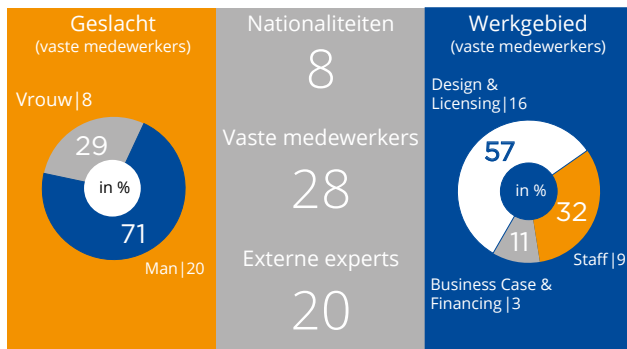 Geslacht
(vaste medewerkers)
Vrouw|8
29
in %
71
Man|20
Nationaliteiten
8
Vaste medewerkers
28
Externe experts
20
Werkgebied
(vaste medewerkers)
Design &
Licensing|16
57
in %
32
11
Staff|9
Business Case &
Financing|3